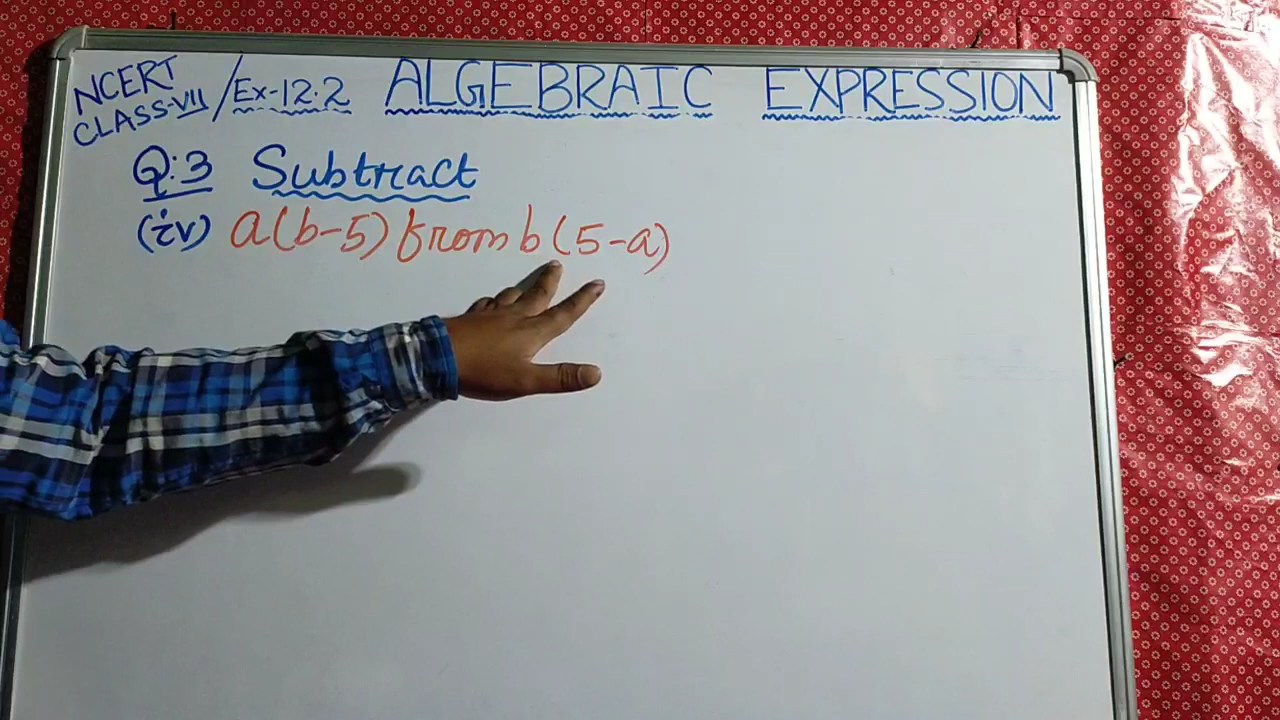 NCERT CLASS-VII / Ex-12.2 ALGEBRAIC EXPRESSION
Q:3 Subtract
(iv) a(b-5) from b(5-a)